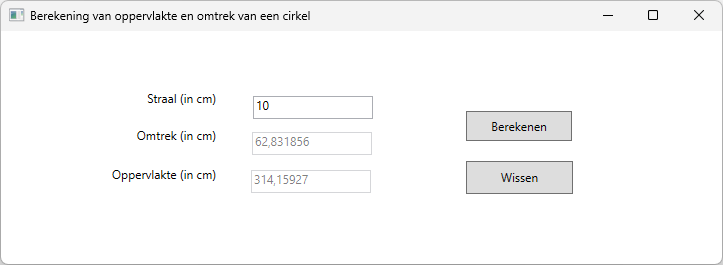 Berekening van oppervlakte en omtrek van een cirkel
Straal (in cm)
10
Omtrek (in cm)
62,831856
Berekenen
Oppervlakte (in cm)
314,15927
Wissen